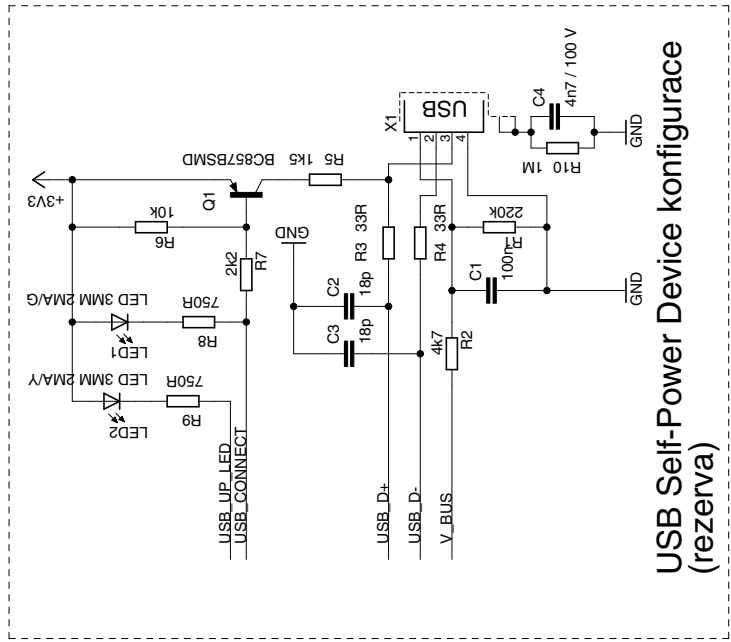 USB Self-Power Device konfigurace
(rezerva)
X1
USB
1
2
3
4
C4
4n7 / 100 V
R10
1M
GND
+3V3
Q1
BC857BSMD
R5
1k5
R6
10k
R7
2k2
GND
R3
33R
R4
33R
R1
220k
C1
100n
GND
C2
18p
C3
18p
R2
4k7
LED 3MM 2MA/G
LED1
750R
R8
LED 3MM 2MA/Y
LED2
750R
R9
USB_UP_LED
USB_CONNECT
USB_D+
USB_D-
V_BUS